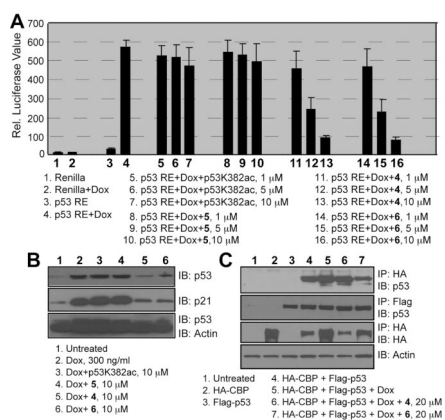 A
Rel. Luciferase Value
700
600
500
400
300
200
100
0
1 2 3 4 5 6 7 8 9 10 11 12 13 14 15 16
1. Renilla
2. Renilla+Dox
3. p53 RE
4. p53 RE+Dox
5. p53 RE+Dox+p53K382ac, 1 μM
6. p53 RE+Dox+p53K382ac, 5 μM
7. p53 RE+Dox+p53K382ac, 10 μM
8. p53 RE+Dox+5, 1 μM
9. p53 RE+Dox+5, 5 μM
10. p53 RE+Dox+5,10 μM
11. p53 RE+Dox+4, 1 μM
12. p53 RE+Dox+4, 5 μM
13. p53 RE+Dox+4,10 μM
14. p53 RE+Dox+6, 1 μM
15. p53 RE+Dox+6, 5 μM
16. p53 RE+Dox+6,10 μM
B
1 2 3 4 5 6
IB: p53
IB: p21
IB: p53
IB: Actin
1. Untreated
2. Dox, 300 ng/ml
3. Dox+p53K382ac, 10 μM
4. Dox+ 5, 10 μM
5. Dox+ 4, 10 μM
6. Dox+ 6, 10 μM
C
1 2 3 4 5 6 7
IP: HA
IB: p53
IP: Flag
IB: p53
IP: HA
IB: HA
IB: Actin
1. Untreated
2. HA-CBP
3. Flag-p53
4. HA-CBP + Flag-p53
5. HA-CBP + Flag-p53 + Dox
6. HA-CBP + Flag-p53 + Dox + 4, 20 μM
7. HA-CBP + Flag-p53 + Dox + 6, 20 μM